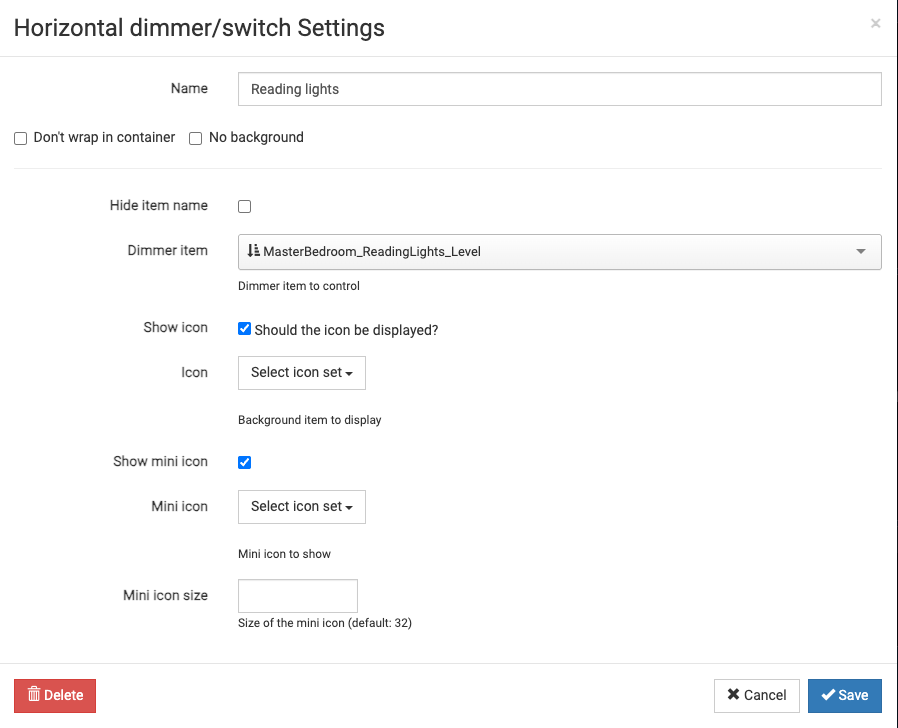 Horizontal dimmer/switch Settings ×
Name Reading lights
Don't wrap in container No background
Hide item name
Dimmer item MasterBedroom_ReadingLights_Level
Dimmer item to control
Show icon Should the icon be displayed?
Icon Select icon set
Background item to display
Show mini icon
Mini icon Select icon set
Mini icon to show
Mini icon size
Size of the mini icon (default: 32)
Delete Cancel Save